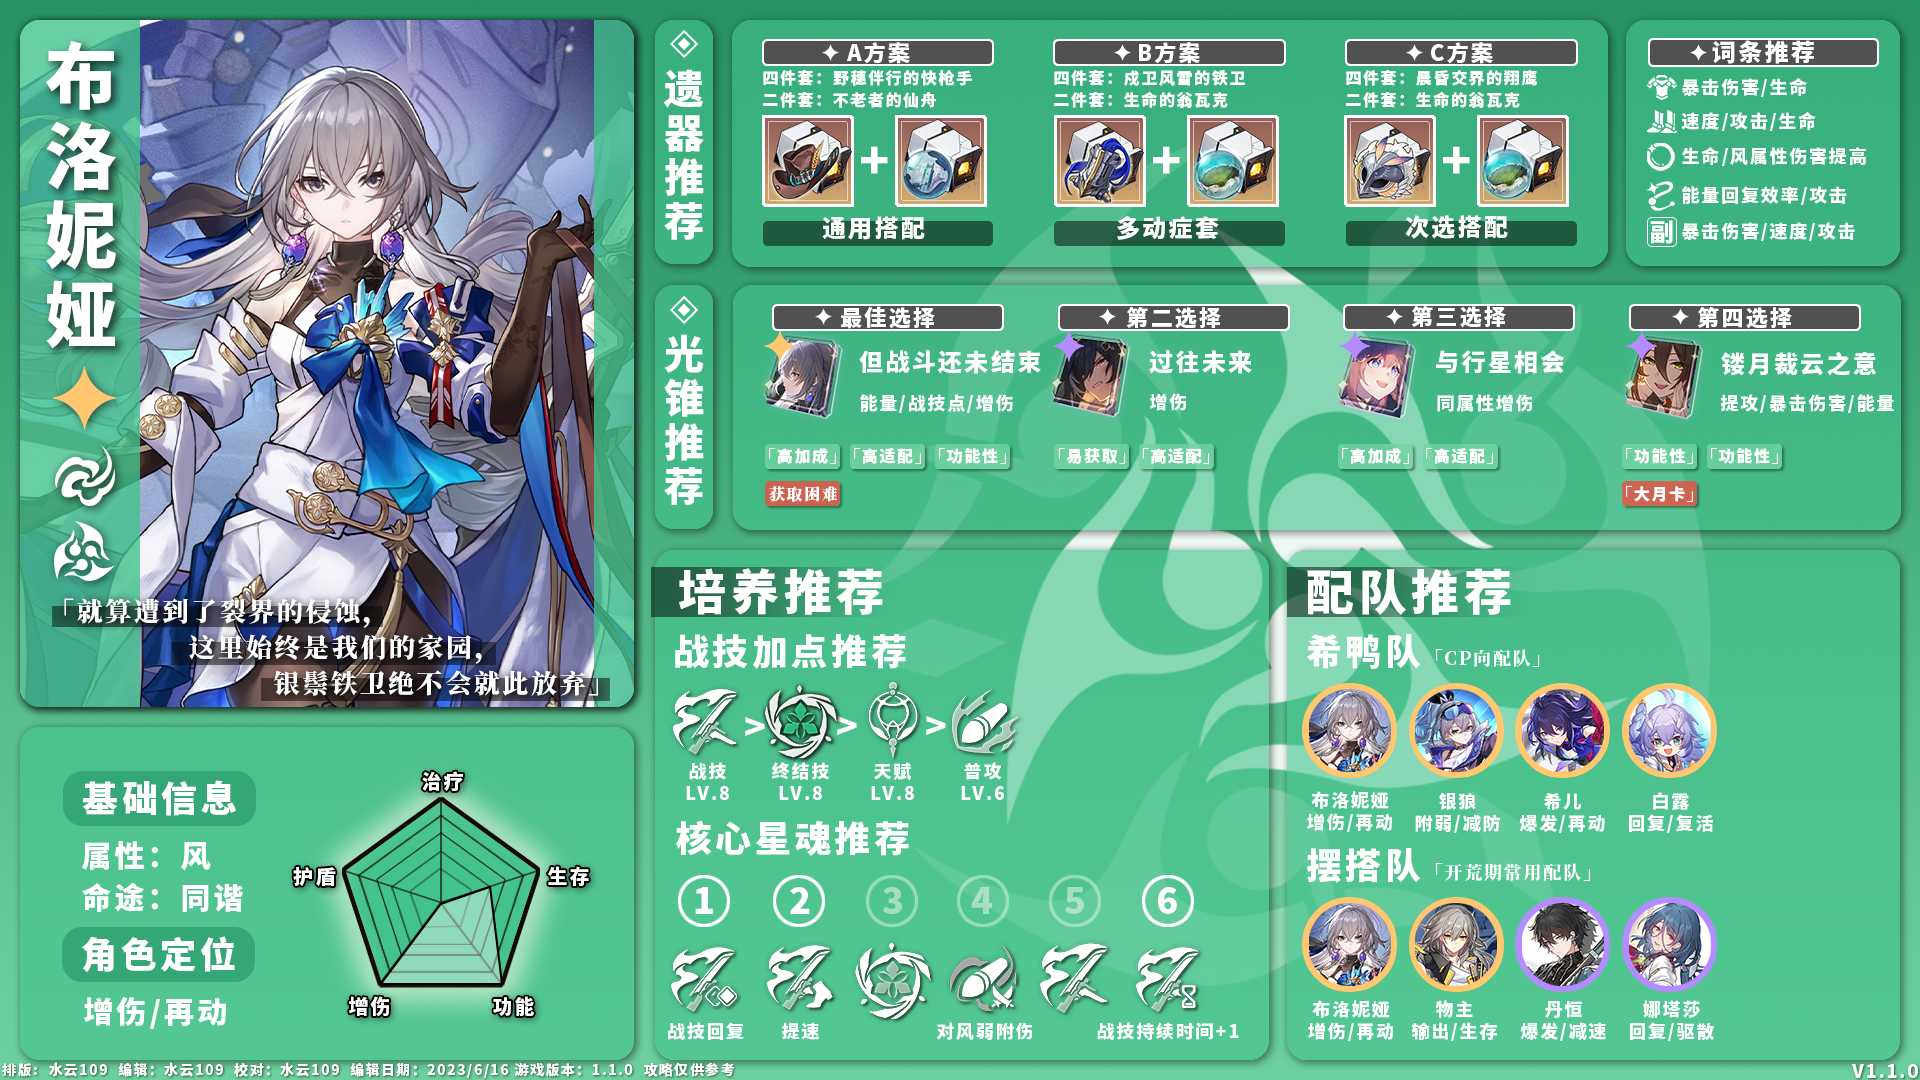 布洛妮娅
「就算遭到了裂界的侵蚀，
这里始终是我们的家园，
银鬃铁卫绝不会就此放弃」
基础信息
属性：风
命途：同谐
角色定位
增伤/再动
治疗
生存
功能
增伤
护盾
遗器推荐
✦ A方案
四件套：野穗伴行的快枪手
二件套：不老者的仙舟
+
通用搭配
✦ B方案
四件套：戍卫风雪的铁卫
二件套：生命的翁瓦克
+
多动症套
✦ C方案
四件套：晨昏交界的翔鹰
二件套：生命的翁瓦克
+
次选搭配
✦词条推荐
暴击伤害/生命
速度/攻击/生命
生命/风属性伤害提高
能量回复效率/攻击
副 暴击伤害/速度/攻击
光锥推荐
✦ 最佳选择
但战斗还未结束
能量/战技点/增伤
「高加成」「高适配」「功能性」
获取困难
✦ 第二选择
过往未来
增伤
「易获取」「高适配」
✦ 第三选择
与行星相会
同属性增伤
「高加成」「高适配」
✦ 第四选择
镂月裁云之意
提攻/暴击伤害/能量
「功能性」「功能性」
「大月卡」
培养推荐
战技加点推荐
> > >
战技 终结技 天赋 普攻
LV.8 LV.8 LV.8 LV.6
核心星魂推荐
1 2 3 4 5 6
战技回复 提速 对风弱附伤 战技持续时间+1
配队推荐
希鸭队「CP向配队」
布洛妮娅 银狼 希儿 白露
增伤/再动 附弱/减防 爆发/再动 回复/复活
摆搭队「开荒期常用配队」
布洛妮娅 物主 丹恒 娜塔莎
增伤/再动 输出/生存 爆发/减速 回复/驱散
排版：水云109 编辑：水云109 校对：水云109 编辑日期：2023/6/16 游戏版本：1.1.0 攻略仅供参考
V1.1.0